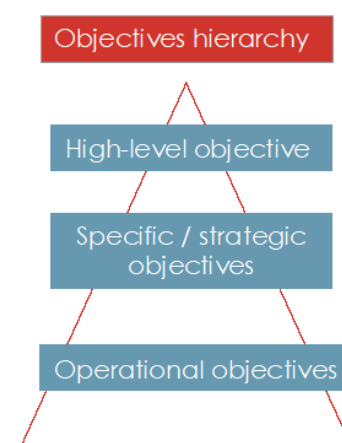 Objectives hierarchy
High-level objective
Specific / strategic
objectives
Operational objectives